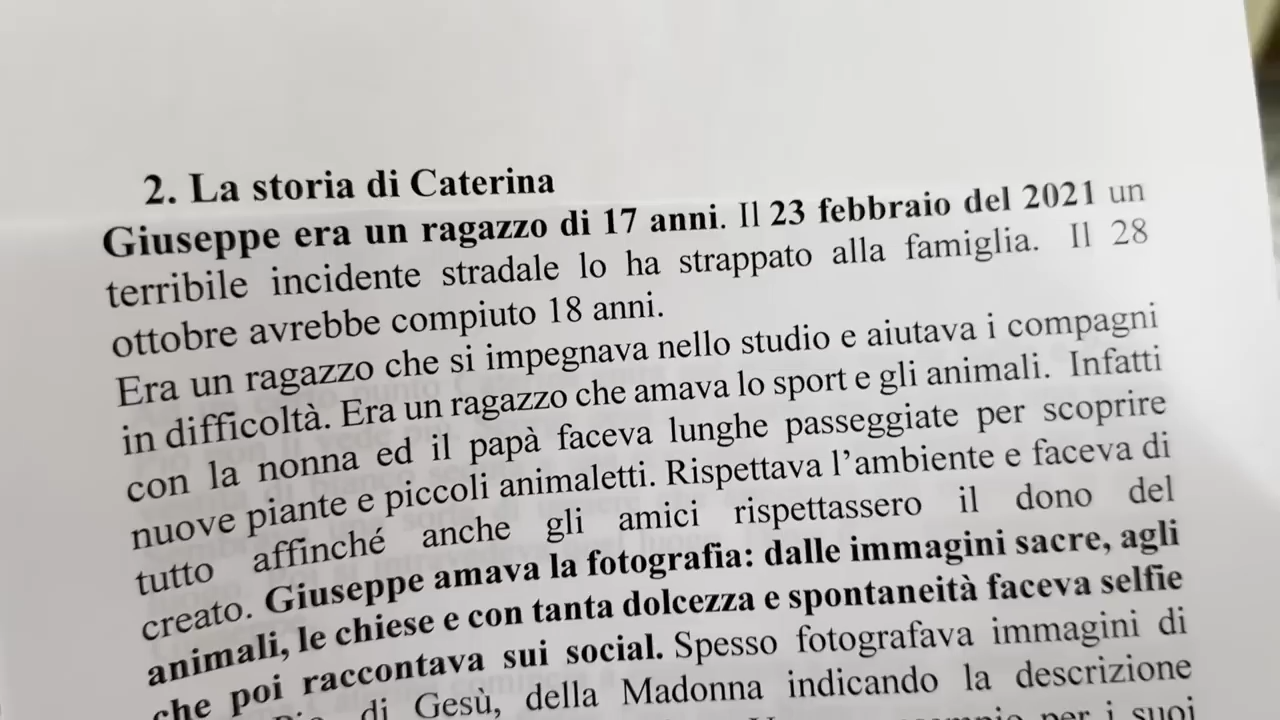 2. La storia di Caterina
Giuseppe era un ragazzo di 17 anni. Il 23 febbraio del 2021 un
terribile incidente stradale lo ha strappato alla famiglia. Il 28
ottobre avrebbe compiuto 18 anni.
Era un ragazzo che si impegnava nello studio e aiutava i compagni
in difficoltà. Era un ragazzo che amava lo sport e gli animali. Infatti
con la nonna ed il papà faceva lunghe passeggiate per scoprire
nuove piante e piccoli animaletti. Rispettava l’ambiente e faceva di
tutto affinché anche gli amici rispettassero il dono del
creato. Giuseppe amava la fotografia: dalle immagini sacre, agli
animali, le chiese e con tanta dolcezza e spontaneità faceva selfie
che poi raccontava sui social. Spesso fotografava immagini di
di Gesù, della Madonna indicando la descrizione
per i suoi